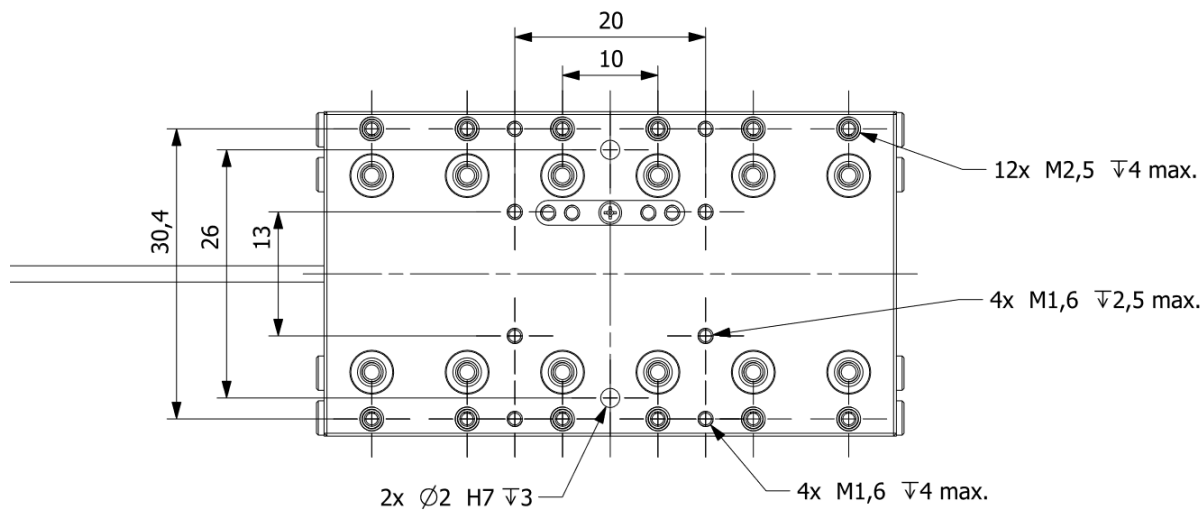 20
10
12x M2,5 ↧4 max.
30,4
26
13
4x M1,6 ↧2,5 max.
2x ∅2 H7 ↧3
4x M1,6 ↧4 max.